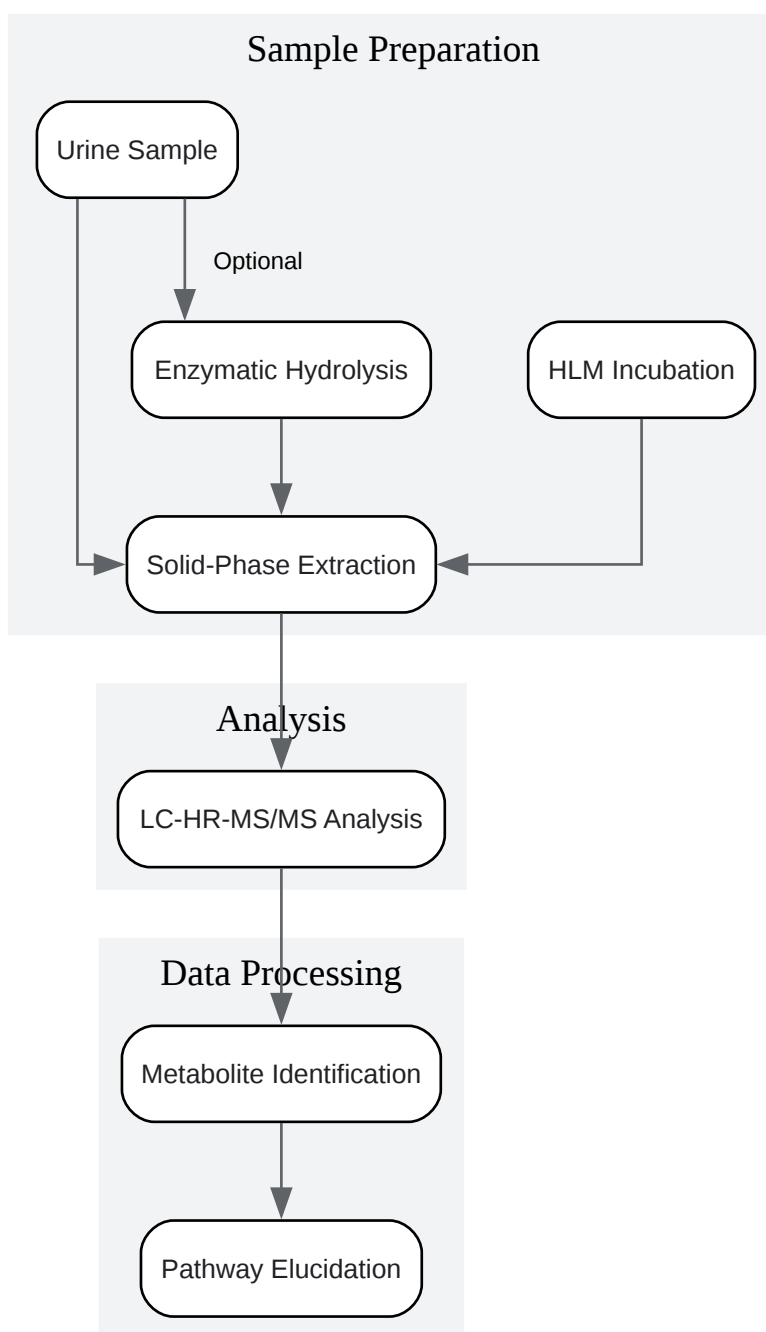 Sample Preparation
Urine Sample
Optional
Enzymatic Hydrolysis
HLM Incubation
Solid-Phase Extraction
Analysis
LC-HR-MS/MS Analysis
Data Processing
Metabolite Identification
Pathway Elucidation